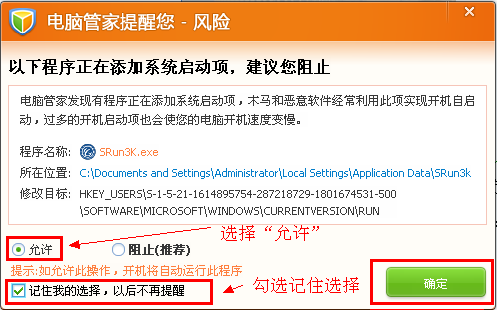 电脑管家提醒您 - 风险
以下程序正在添加系统启动项，建议您阻止
电脑管家发现有程序正在添加系统启动项，木马和恶意软件经常利用此项实现开机自启
动，过多的开机启动项也会使您的电脑开机速度变慢。
程序名称: SRun3K.exe
所在位置: C:\Documents and Settings\Administrator\Local Settings\Application Data\SRun3k
修改目标: HKEY_USERS\S-1-5-21-1614895754-287218729-1801674531-500
\SOFTWARE\MICROSOFT\WINDOWS\CURRENTVERSION\RUN
选择“允许”
允许 阻止(推荐)
提示:如允许此操作，开机将自动运行此程序
记住我的选择，以后不再提醒
勾选记住选择
确定